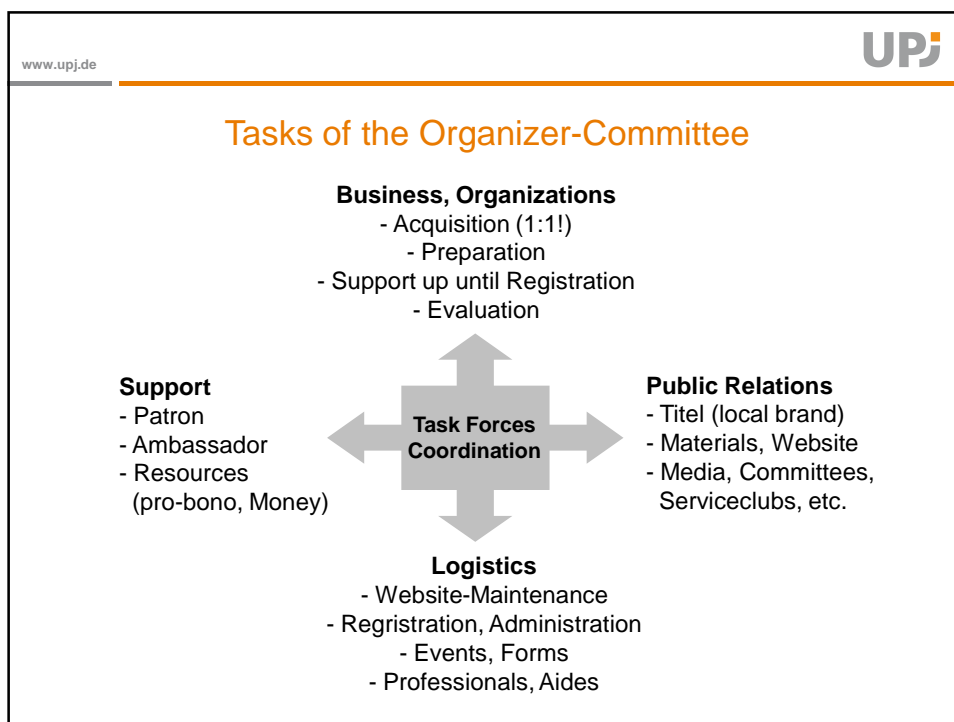 www.upj.de
UPj
Tasks of the Organizer-Committee
Business, Organizations
- Acquisition (1:1!)
- Preparation
- Support up until Registration
- Evaluation
Support
- Patron
- Ambassador
- Resources
(pro-bono, Money)
Task Forces
Coordination
Public Relations
- Titel (local brand)
- Materials, Website
- Media, Committees,
Serviceclubs, etc.
Logistics
- Website-Maintenance
- Regristration, Administration
- Events, Forms
- Professionals, Aides